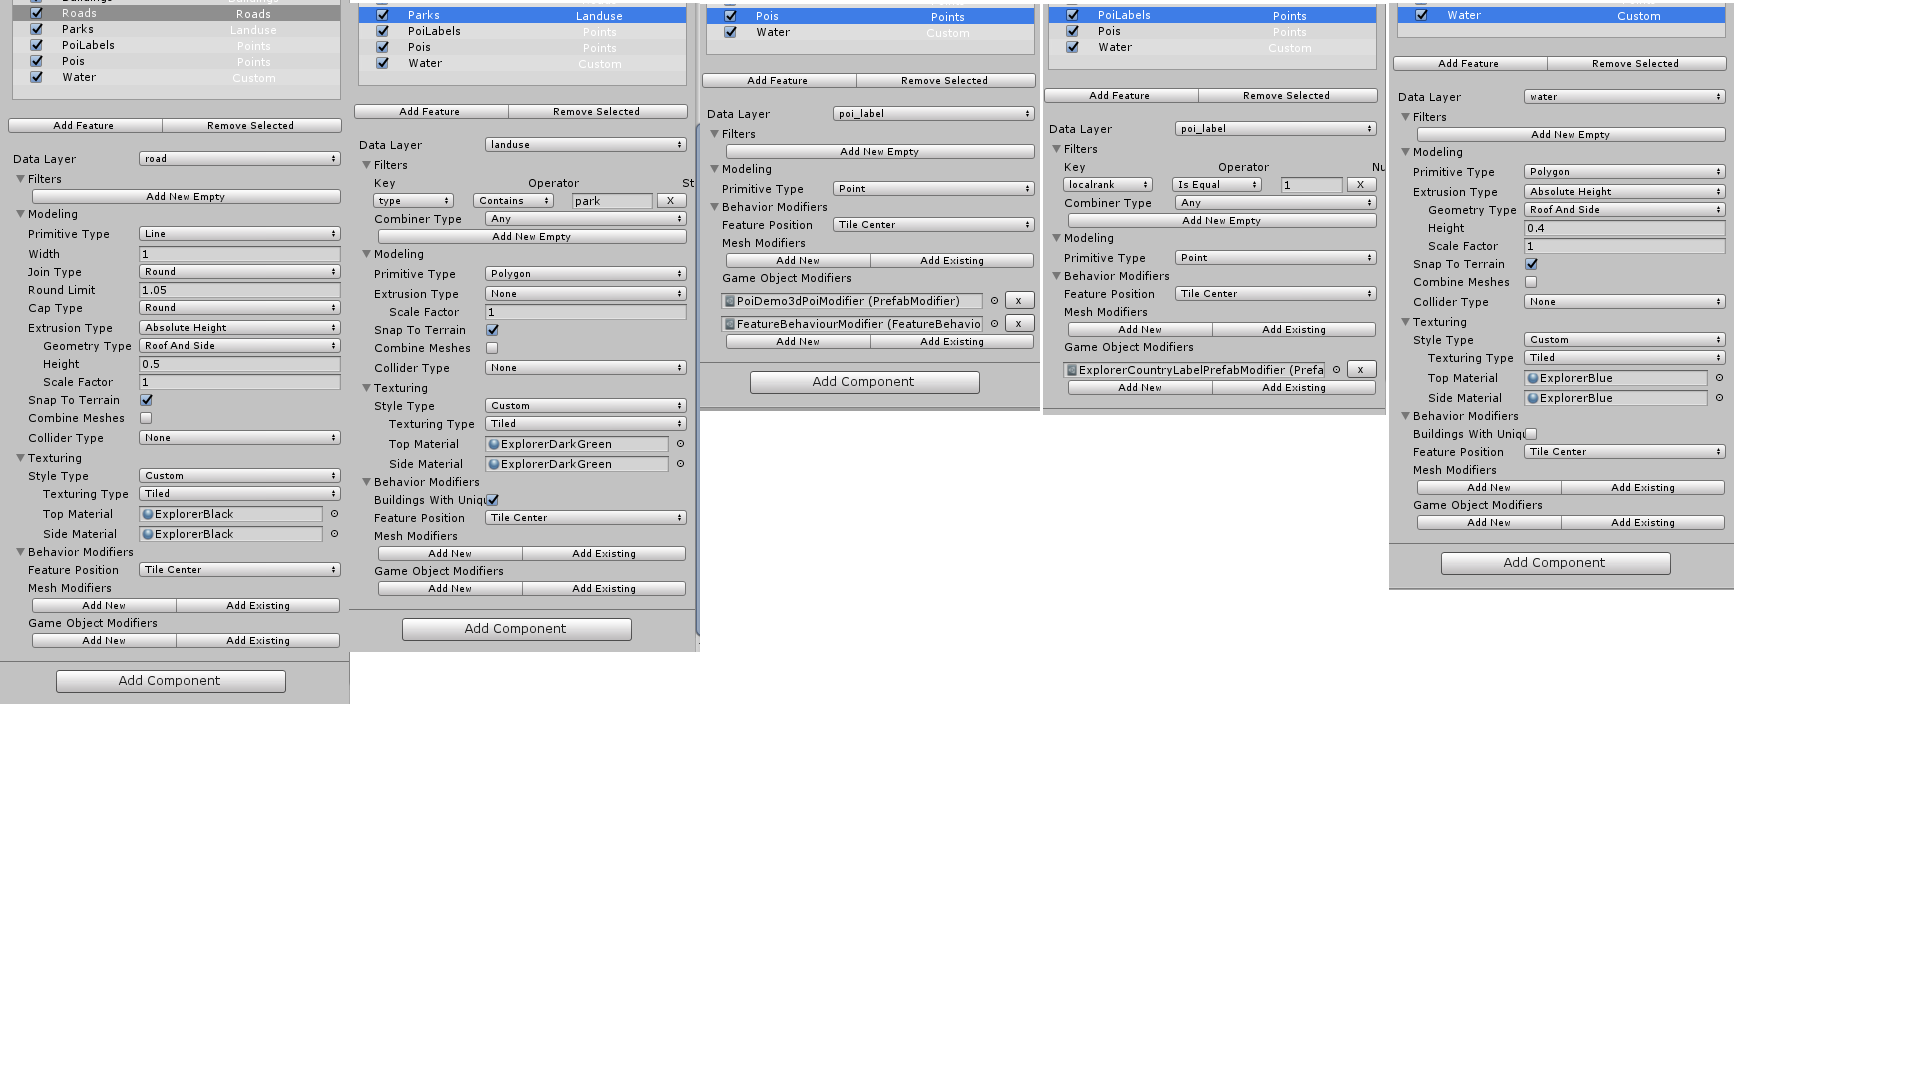 Roads Roads
Parks Landuse
PoiLabels Points
Pois Points
Water Custom
Add Feature Remove Selected
Data Layer road
Filters
Add New Empty
Modeling
Primitive Type Line
Width 1
Join Type Round
Round Limit 1.05
Cap Type Round
Extrusion Type Absolute Height
Geometry Type Roof And Side
Height 0.5
Scale Factor 1
Snap To Terrain
Combine Meshes
Collider Type None
Texturing
Style Type Custom
Texturing Type Tiled
Top Material ExplorerBlack
Side Material ExplorerBlack
Behavior Modifiers
Feature Position Tile Center
Mesh Modifiers
Add New Add Existing
Game Object Modifiers
Add New Add Existing
Add Component
Parks Landuse
PoiLabels Points
Pois Points
Water Custom
Add Feature Remove Selected
Data Layer landuse
Filters
Key Operator St
type Contains park X
Combiner Type Any
Add New Empty
Modeling
Primitive Type Polygon
Extrusion Type None
Scale Factor 1
Snap To Terrain
Combine Meshes
Collider Type None
Texturing
Style Type Custom
Texturing Type Tiled
Top Material ExplorerDarkGreen
Side Material ExplorerDarkGreen
Behavior Modifiers
Buildings With Uniqu
Feature Position Tile Center
Mesh Modifiers
Add New Add Existing
Game Object Modifiers
Add New Add Existing
Add Component
Pois Points
Water Custom
Add Feature Remove Selected
Data Layer poi_label
Filters
Add New Empty
Modeling
Primitive Type Point
Behavior Modifiers
Feature Position Tile Center
Mesh Modifiers
Add New Add Existing
Game Object Modifiers
PoiDemo3dPoiModifier (PrefabModifier) x
FeatureBehaviourModifier (FeatureBehavio x
Add New Add Existing
Add Component
PoiLabels Points
Pois Points
Water Custom
Add Feature Remove Selected
Data Layer poi_label
Filters
Key Operator Nu
localrank Is Equal 1 X
Combiner Type Any
Add New Empty
Modeling
Primitive Type Point
Behavior Modifiers
Feature Position Tile Center
Mesh Modifiers
Add New Add Existing
Game Object Modifiers
ExplorerCountryLabelPrefabModifier (Prefa x
Add New Add Existing
Water Custom
Add Feature Remove Selected
Data Layer water
Filters
Add New Empty
Modeling
Primitive Type Polygon
Extrusion Type Absolute Height
Geometry Type Roof And Side
Height 0.4
Scale Factor 1
Snap To Terrain
Combine Meshes
Collider Type None
Texturing
Style Type Custom
Texturing Type Tiled
Top Material ExplorerBlue
Side Material ExplorerBlue
Behavior Modifiers
Buildings With Uniqu
Feature Position Tile Center
Mesh Modifiers
Add New Add Existing
Game Object Modifiers
Add New Add Existing
Add Component